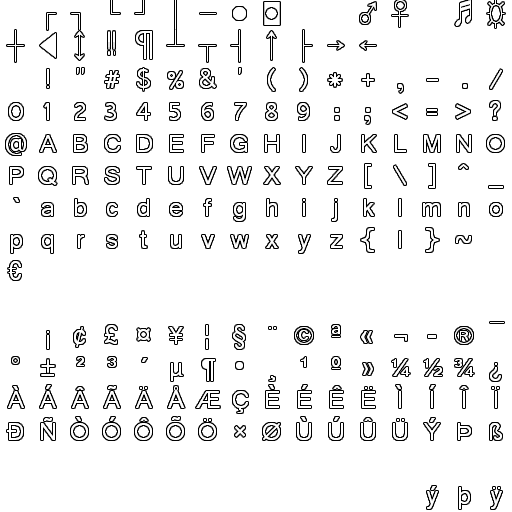 ! " # $ % & ' ( ) * + , - . /
0 1 2 3 4 5 6 7 8 9 : ; < = > ?
@ A B C D E F G H I J K L M N O
P Q R S T U V W X Y Z [ \ ] ^ _
` a b c d e f g h i j k l m n o
p q r s t u v w x y z { | } ~
€
¡ ¢ £ ¤ ¥ ¦ § ¨ © ª « ¬ - ® ¯
° ± ² ³ ´ µ ¶ · ¸ ¹ º » ¼ ½ ¾ ¿
À Á Â Ã Ä Å Æ Ç È É Ê Ë Ì Í Î Ï
Ð Ñ Ò Ó Ô Õ Ö × Ø Ù Ú Û Ü Ý Þ ß
ý þ ÿ